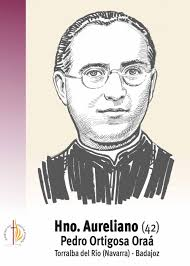 Hno. Aureliano (42)
Pedro Ortigosa Oraá
Torralba del Río (Navarra) - Badajoz